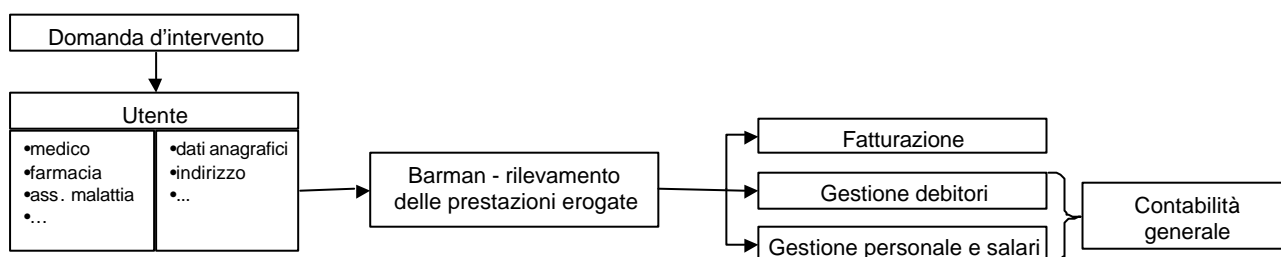 Domanda d'intervento
Utente
•medico
•farmacia
•ass. malattia
•…
•dati anagrafici
•indirizzo
•...
Barman - rilevamento
delle prestazioni erogate
Fatturazione
Gestione debitori
Gestione personale e salari
Contabilità
generale